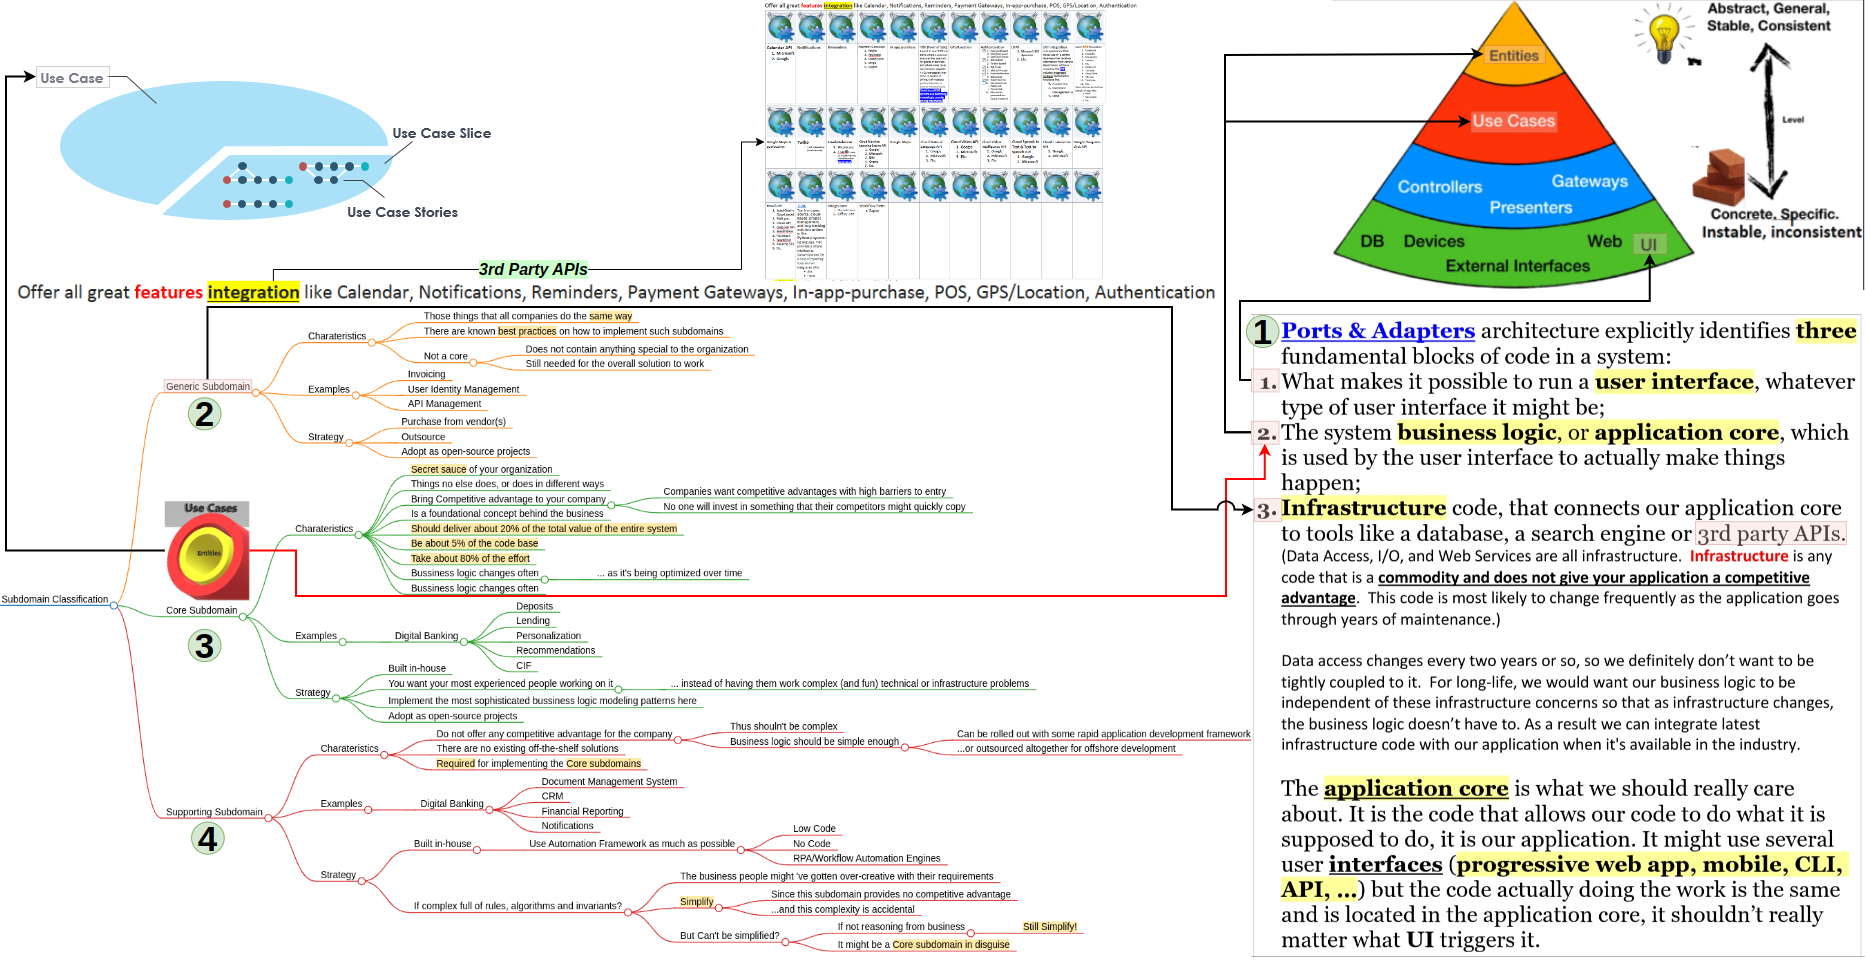 Use Case
Use Case Slice
Use Case Stories
Offer all great features integration like Calendar, Notifications, Reminders, Payment Gateways, In-app-purchase, POS, GPS/Location, Authentication
Calendar API
Notifications
Entities
Use Cases
Controllers
Gateways
Presenters
DB
Devices
Web
UI
External Interfaces
Abstract, General,
Stable, Consistent
Level
Concrete, Specific.
Instable, inconsistent
3rd Party APIs
Offer all great features integration like Calendar, Notifications, Reminders, Payment Gateways, In-app-purchase, POS, GPS/Location, Authentication
Subdomain Classification
Generic Subdomain
2
Charateristics
Those things that all companies do the same way
There are known best practices on how to implement such subdomains
Not a core
Does not contain anything special to the organization
Still needed for the overall solution to work
Examples
Invoicing
User Identity Management
API Management
Strategy
Purchase from vendor(s)
Outsource
Adopt as open-source projects
Use Cases
Entities
Core Subdomain
3
Charateristics
Secret sauce of your organization
Things no else does, or does in different ways
Bring Competitive advantage to your company
Companies want competitive advantages with high barriers to entry
No one will invest in something that their competitors might quickly copy
Is a foundational concept behind the business
Should deliver about 20% of the total value of the entire system
Be about 5% of the code base
Take about 80% of the effort
Bussiness logic changes often
... as it's being optimized over time
Bussiness logic changes often
Examples
Digital Banking
Deposits
Lending
Personalization
Recommendations
CIF
Strategy
Built in-house
You want your most experienced people working on it
... instead of having them work complex (and fun) technical or infrastructure problems
Implement the most sophisticated bussiness logic modeling patterns here
Adopt as open-source projects
Supporting Subdomain
4
Charateristics
Do not offer any competitive advantage for the company
Thus shouln't be complex
Business logic should be simple enough
Can be rolled out with some rapid application development framework
...or outsourced altogether for offshore development
There are no existing off-the-shelf solutions
Required for implementing the Core subdomains
Examples
Digital Banking
Document Management System
CRM
Financial Reporting
Notifications
Strategy
Built in-house
Use Automation Framework as much as possible
Low Code
No Code
RPA/Workflow Automation Engines
If complex full of rules, algorithms and invariants?
The business people might 've gotten over-creative with their requirements
Simplify
Since this subdomain provides no competitive advantage
...and this complexity is accidental
But Can't be simplified?
If not reasoning from business
Still Simplify!
It might be a Core subdomain in disguise
1 Ports & Adapters architecture explicitly identifies three
fundamental blocks of code in a system:
1. What makes it possible to run a user interface, whatever
type of user interface it might be;
2. The system business logic, or application core, which
is used by the user interface to actually make things
happen;
3. Infrastructure code, that connects our application core
to tools like a database, a search engine or 3rd party APIs.
(Data Access, I/O, and Web Services are all infrastructure. Infrastructure is any
code that is a commodity and does not give your application a competitive
advantage. This code is most likely to change frequently as the application goes
through years of maintenance.)
Data access changes every two years or so, so we definitely don’t want to be
tightly coupled to it. For long-life, we would want our business logic to be
independent of these infrastructure concerns so that as infrastructure changes,
the business logic doesn’t have to. As a result we can integrate latest
infrastructure code with our application when it's available in the industry.
The application core is what we should really care
about. It is the code that allows our code to do what it is
supposed to do, it is our application. It might use several
user interfaces (progressive web app, mobile, CLI,
API, …) but the code actually doing the work is the same
and is located in the application core, it shouldn’t really
matter what UI triggers it.